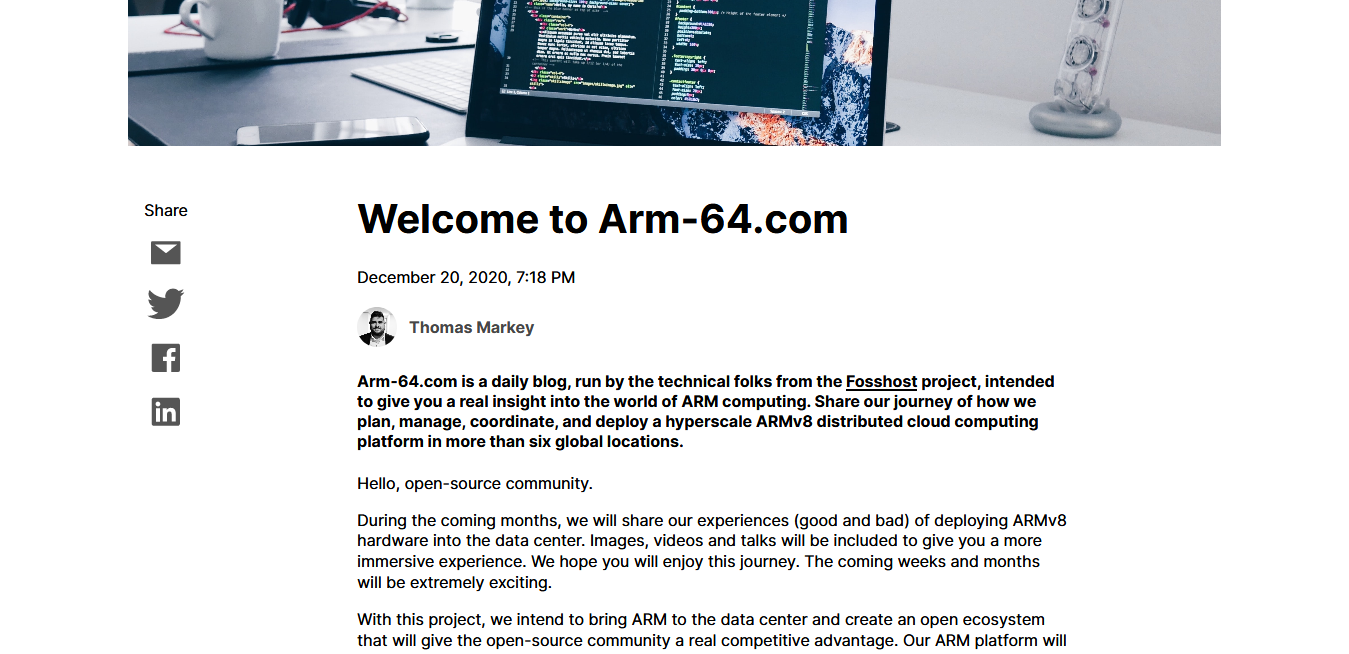 Share
Welcome to Arm-64.com
December 20, 2020, 7:18 PM
Thomas Markey
Arm-64.com is a daily blog, run by the technical folks from the Fosshost project, intended
to give you a real insight into the world of ARM computing. Share our journey of how we
plan, manage, coordinate, and deploy a hyperscale ARMv8 distributed cloud computing
platform in more than six global locations.
Hello, open-source community.
During the coming months, we will share our experiences (good and bad) of deploying ARMv8
hardware into the data center. Images, videos and talks will be included to give you a more
immersive experience. We hope you will enjoy this journey. The coming weeks and months
will be extremely exciting.
With this project, we intend to bring ARM to the data center and create an open ecosystem
that will give the open-source community a real competitive advantage. Our ARM platform will